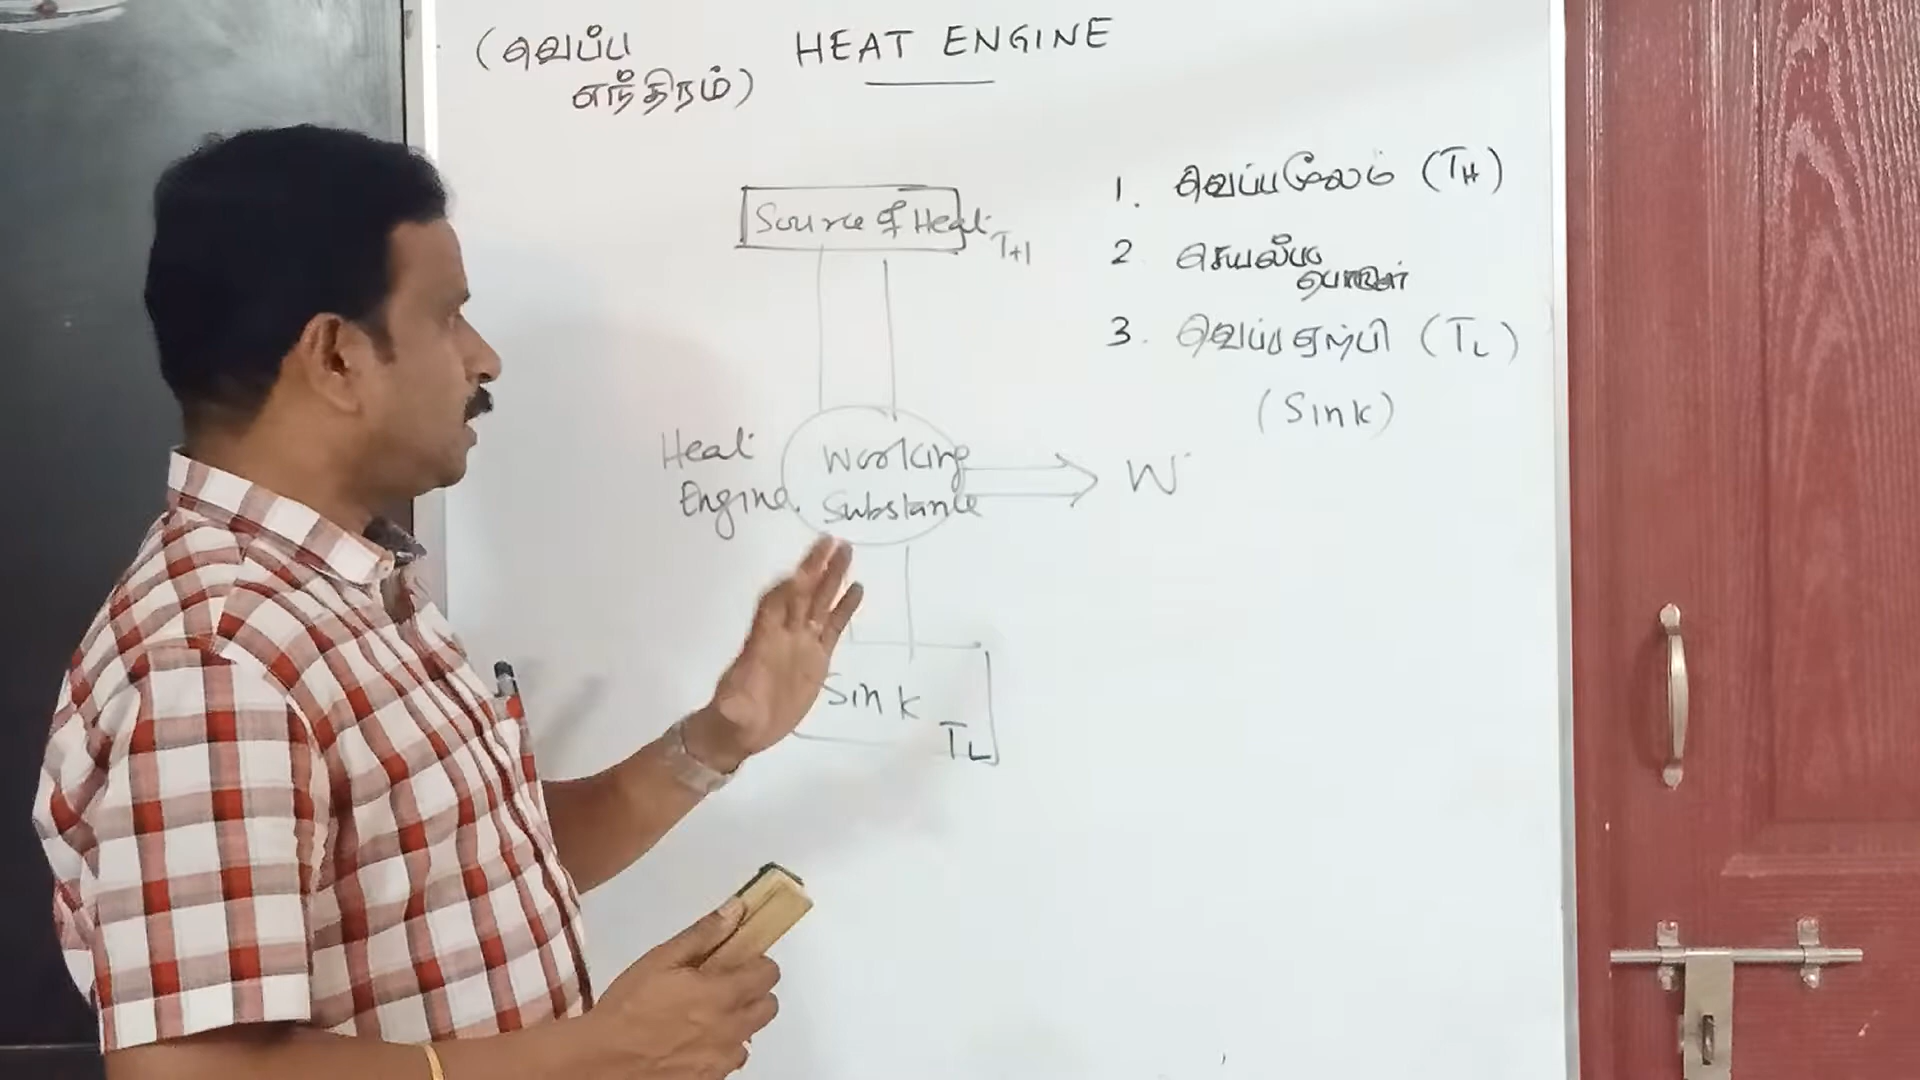 (வெப்ப
எந்திரம்)
HEAT ENGINE
Source of Heat
TH
Heat
Engine.
Working
Substance
W
Sink
TL
1. வெப்பமூலம் (TH)
2 செயல்படு
பொருள்
3. வெப்ப ஏற்பி (TL)
(Sink)